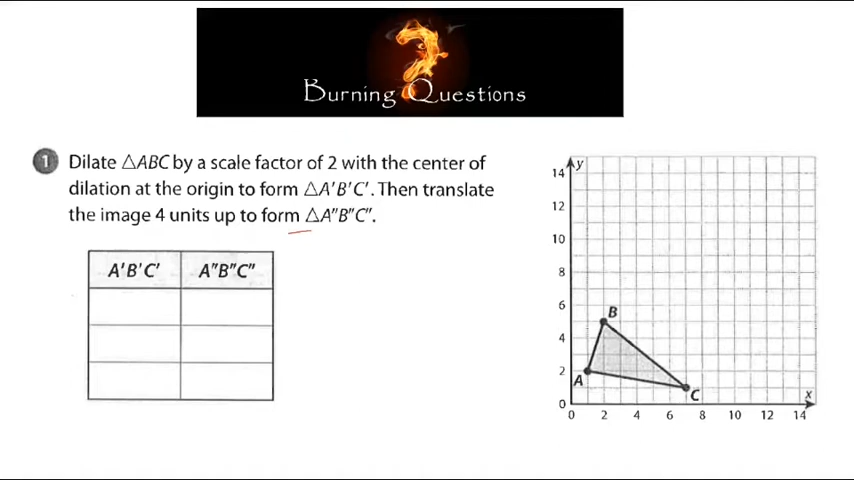 Burning Questions
1 Dilate △ABC by a scale factor of 2 with the center of
dilation at the origin to form △A′B′C′. Then translate
the image 4 units up to form △A″B″C″.
A′B′C′ A″B″C″
y
14
12
10
8
6
4
2
0
B
A
C
x
0 2 4 6 8 10 12 14